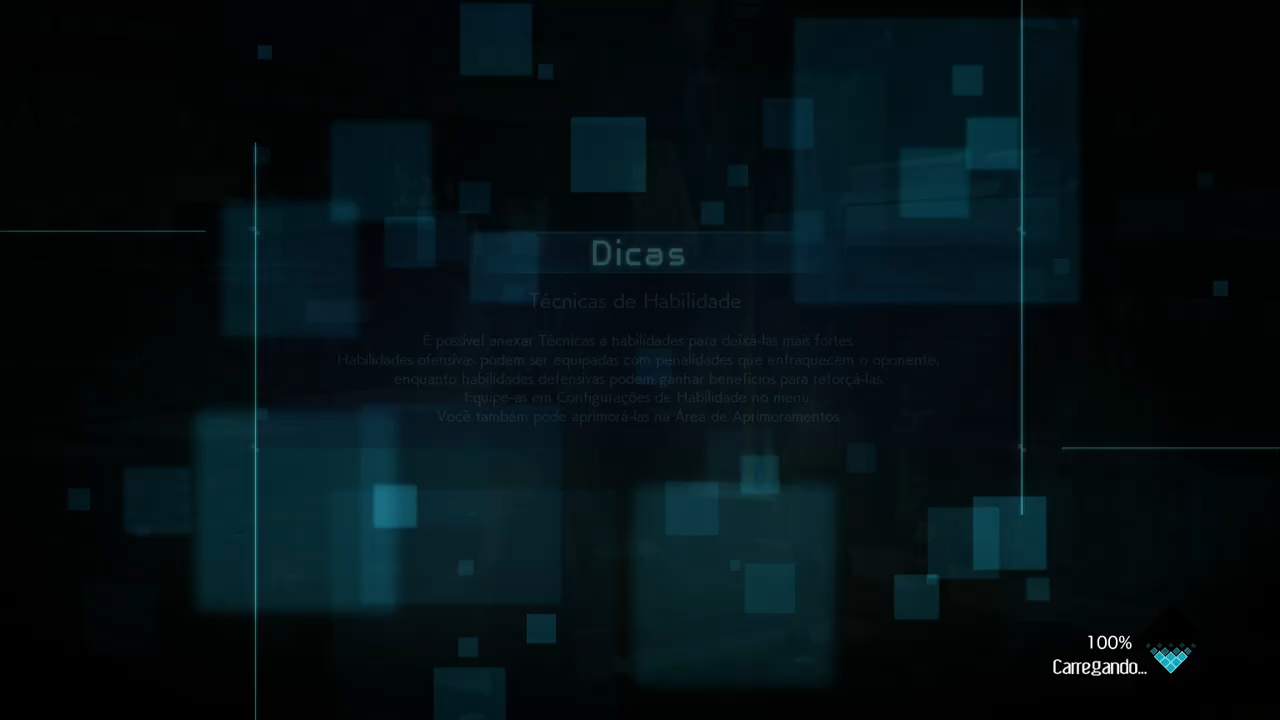 Dicas
Técnicas de Habilidade
É possível anexar Técnicas a habilidades para deixá-las mais fortes.
Habilidades ofensivas podem ser equipadas com penalidades que enfraquecem o oponente,
enquanto habilidades defensivas podem ganhar benefícios para reforçá-las.
Equipe-as em Configurações de Habilidade no menu.
Você também pode aprimorá-las na Área de Aprimoramentos.
100%
Carregando...